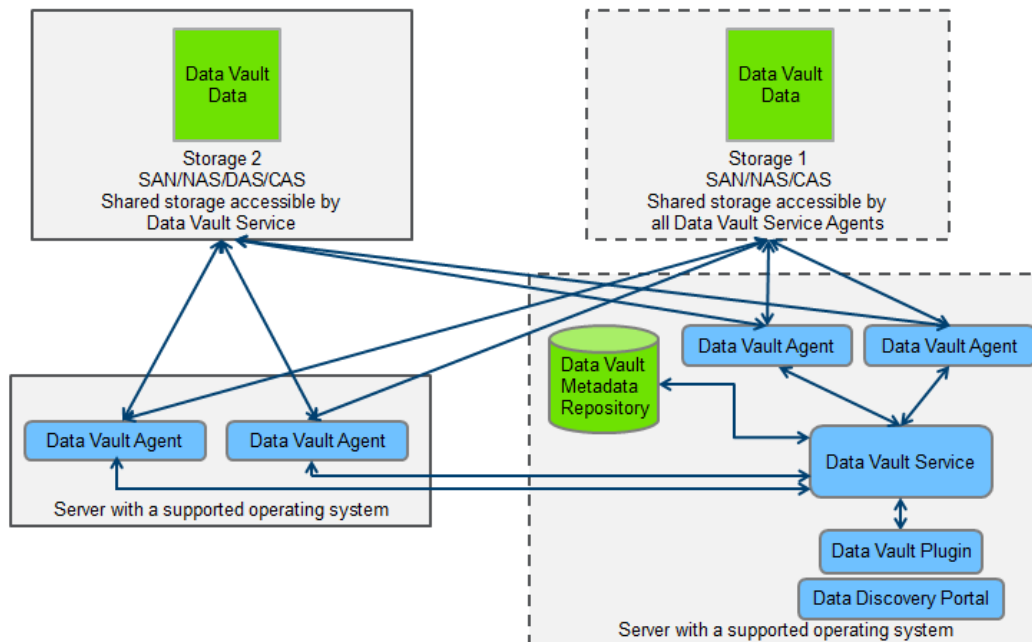 Data Vault
Data
Storage 2
SAN/NAS/DAS/CAS
Shared storage accessible by
Data Vault Service
Data Vault
Data
Storage 1
SAN/NAS/CAS
Shared storage accessible by
all Data Vault Service Agents
Data Vault Agent
Data Vault Agent
Data Vault
Metadata
Repository
Data Vault Agent
Data Vault Agent
Server with a supported operating system
Data Vault Service
Data Vault Plugin
Data Discovery Portal
Server with a supported operating system